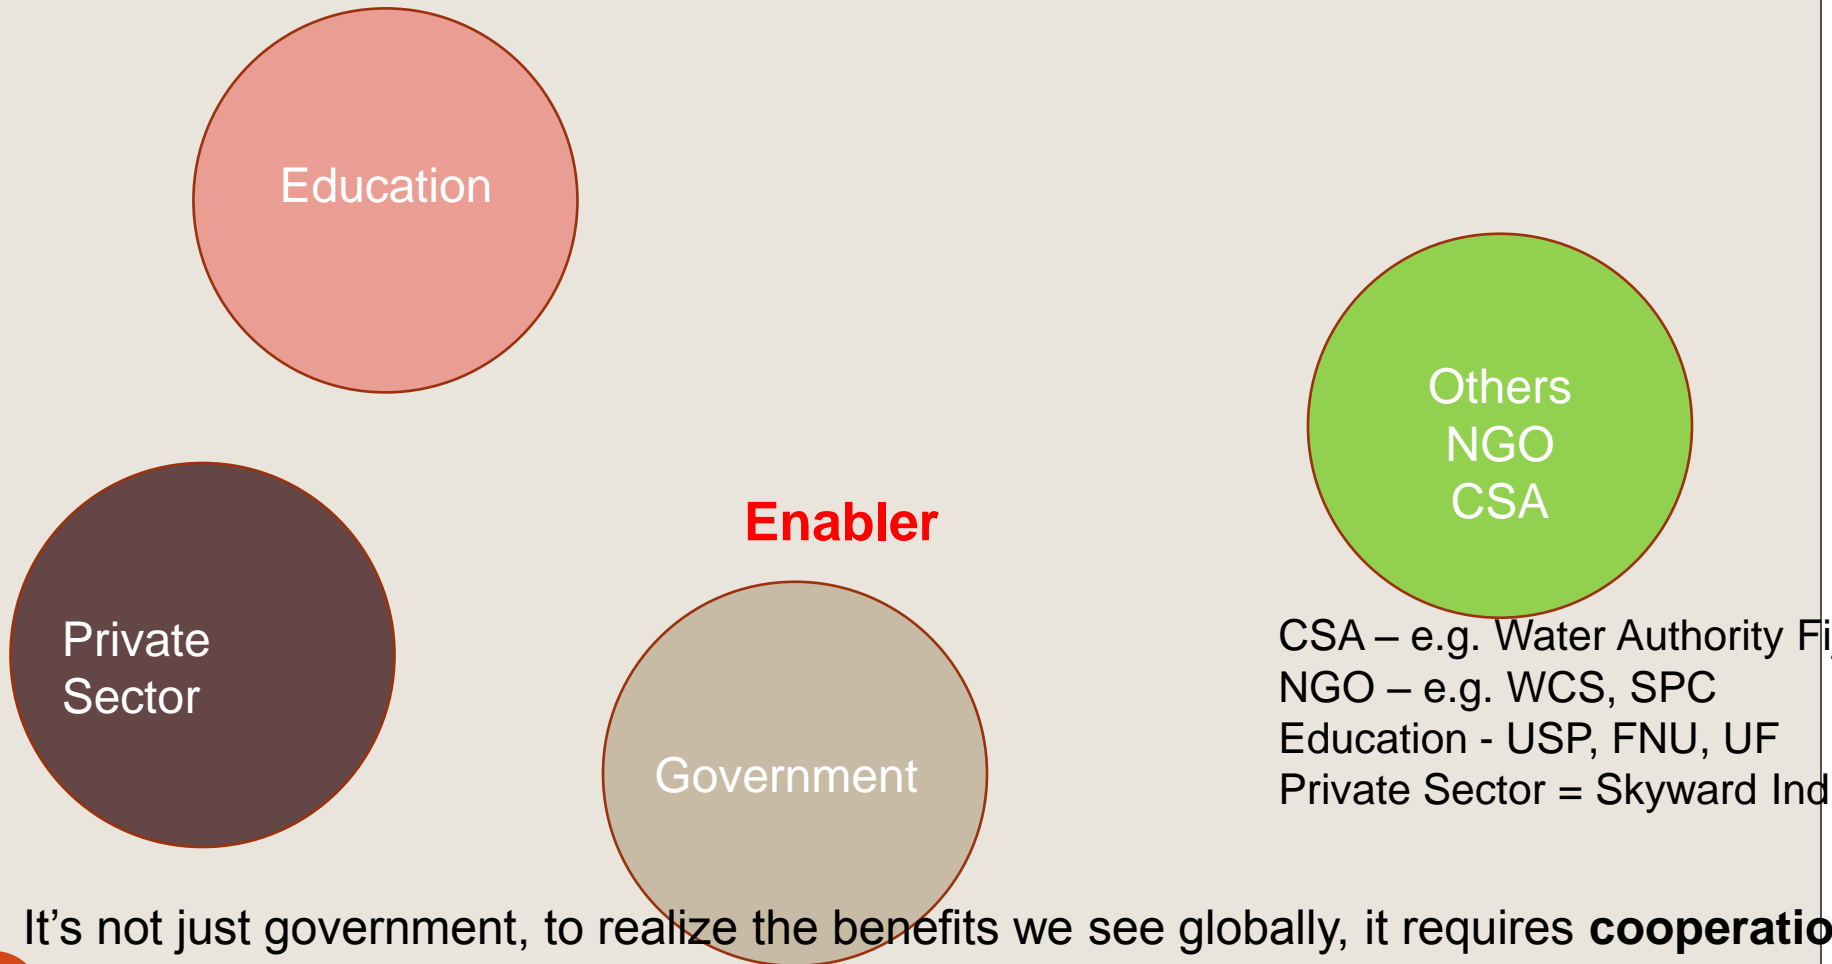 Education
Others
NGO
CSA
Enabler
Private
Sector
Government
CSA – e.g. Water Authority
NGO – e.g. WCS, SPC
Education - USP, FNU, UF
Private Sector = Skyward
It’s not just government, to realize the benefits we see globally, it requires